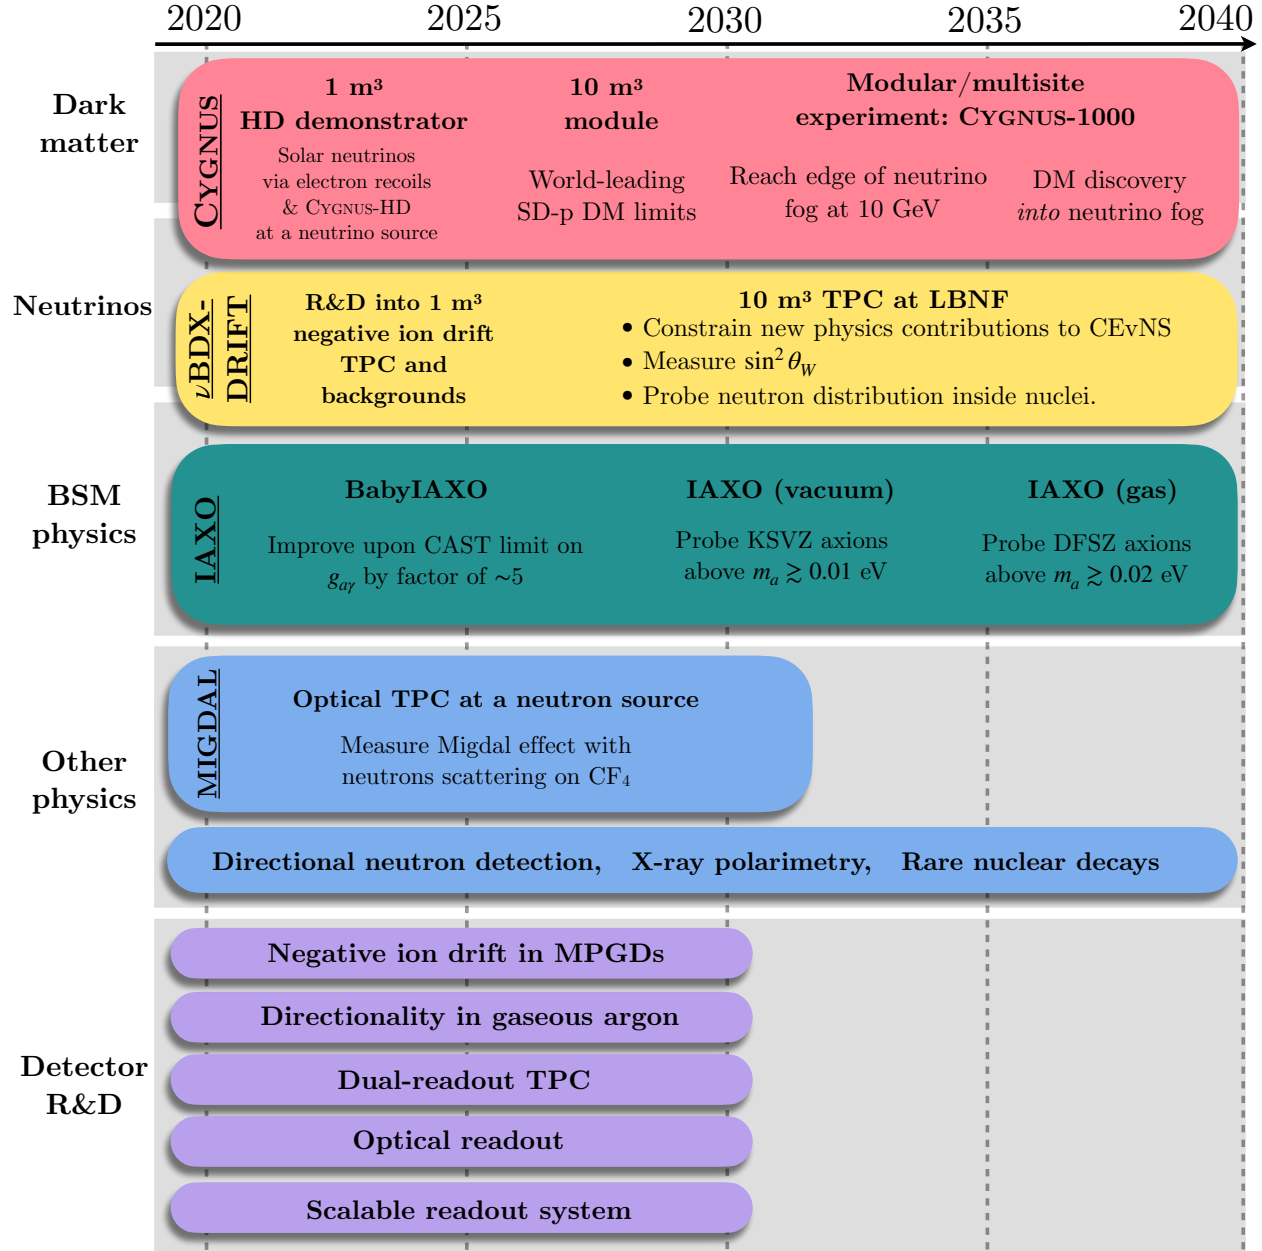 2020 2025 2030 2035 2040
Dark
matter
CYGNUS
1 m³
HD demonstrator
Solar neutrinos
via electron recoils
& CYGNUS-HD
at a neutrino source
10 m³
module
World-leading
SD-p DM limits
Modular/multisite
experiment: CYGNUS-1000
Reach edge of neutrino
fog at 10 GeV
DM discovery
into neutrino fog
Neutrinos
νBDX-
DRIFT
R&D into 1 m³
negative ion drift
TPC and
backgrounds
10 m³ TPC at LBNF
• Constrain new physics contributions to CEνNS
• Measure sin² θ_W
• Probe neutron distribution inside nuclei.
BSM
physics
IAXO
BabyIAXO
Improve upon CAST limit on
g_aγ by factor of ~5
IAXO (vacuum)
Probe KSVZ axions
above m_a ≳ 0.01 eV
IAXO (gas)
Probe DFSZ axions
above m_a ≳ 0.02 eV
Other
physics
MIGDAL
Optical TPC at a neutron source
Measure Migdal effect with
neutrons scattering on CF₄
Directional neutron detection, X-ray polarimetry, Rare nuclear decays
Detector
R&D
Negative ion drift in MPGDs
Directionality in gaseous argon
Dual-readout TPC
Optical readout
Scalable readout system